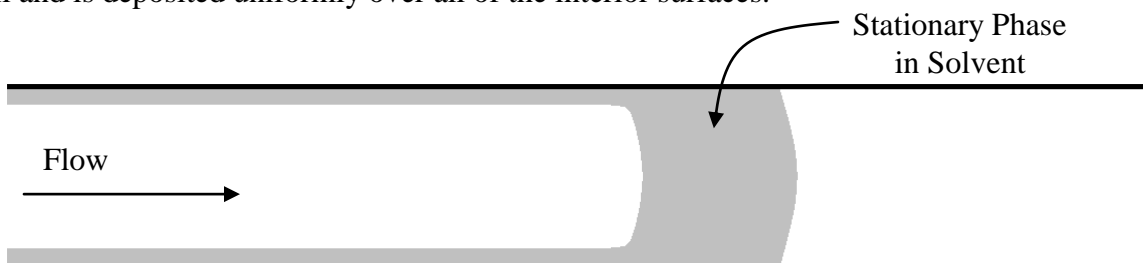 and is deposited uniformly over all of the interior surfaces.
Stationary Phase
in Solvent
Flow